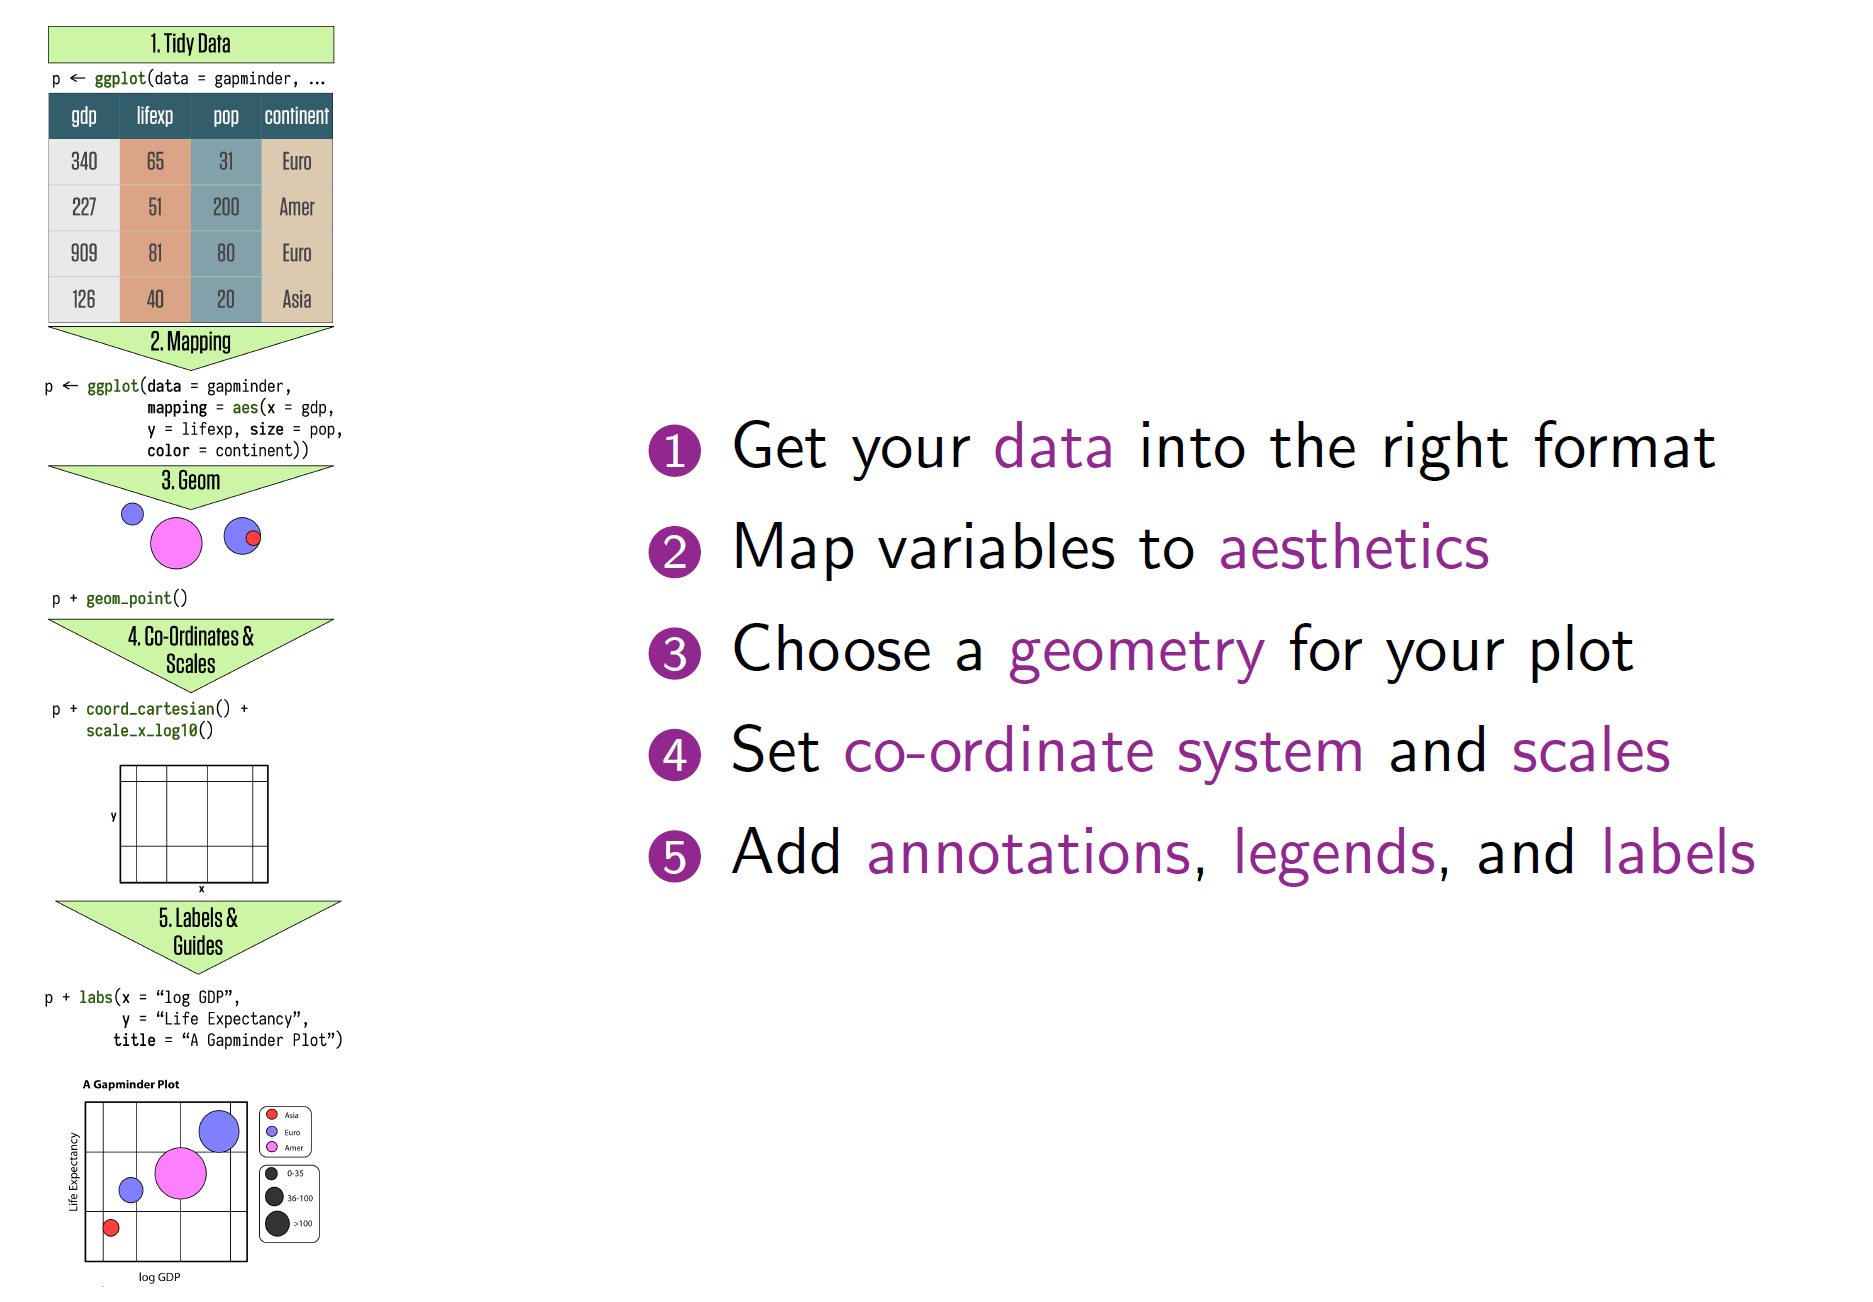 1. Tidy Data
p ← ggplot(data = gapminder, ...
gdp lifexp pop continent
340 65 31 Euro
227 51 200 Amer
909 81 80 Euro
126 40 20 Asia
2. Mapping
p ← ggplot(data = gapminder,
mapping = aes(x = gdp,
y = lifexp, size = pop,
color = continent))
3. Geom
p + geom_point()
4. Co-Ordinates &
Scales
p + coord_cartesian() +
scale_x_log10()
y
x
5. Labels &
Guides
p + labs(x = “log GDP”,
y = “Life Expectancy”,
title = “A Gapminder Plot”)
A Gapminder Plot
Life Expectancy
log GDP
Asia
Euro
Amer
0-35
36-100
>100
1 Get your data into the right format
2 Map variables to aesthetics
3 Choose a geometry for your plot
4 Set co-ordinate system and scales
5 Add annotations, legends, and labels